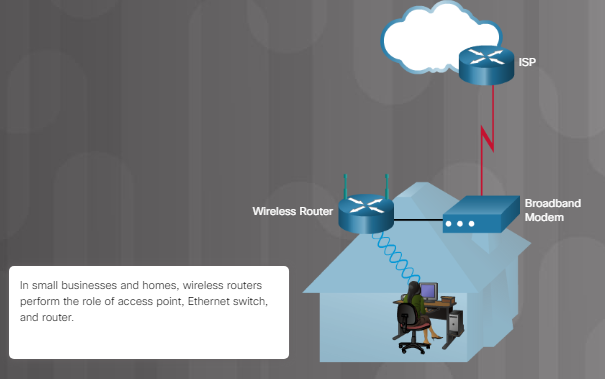 ISP
Wireless Router
Broadband
Modem
In small businesses and homes, wireless routers
perform the role of access point, Ethernet switch,
and router.